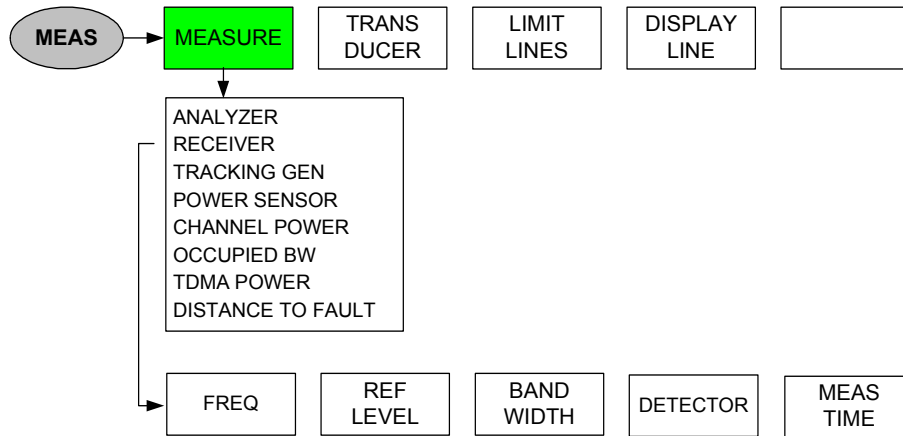 MEAS
MEASURE
TRANS
DUCER
LIMIT
LINES
DISPLAY
LINE
ANALYZER
RECEIVER
TRACKING GEN
POWER SENSOR
CHANNEL POWER
OCCUPIED BW
TDMA POWER
DISTANCE TO FAULT
FREQ
REF
LEVEL
BAND
WIDTH
DETECTOR
MEAS
TIME